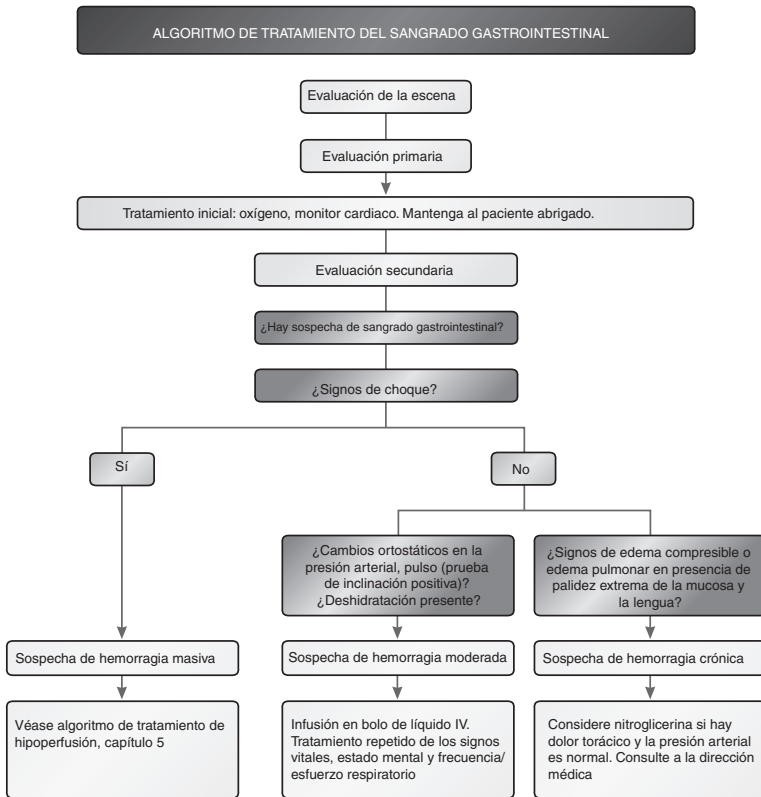 ALGORITMO DE TRATAMIENTO DEL SANGRADO GASTROINTESTINAL
Evaluación de la escena
Evaluación primaria
Tratamiento inicial: oxígeno, monitor cardiaco. Mantenga al paciente abrigado.
Evaluación secundaria
¿Hay sospecha de sangrado gastrointestinal?
¿Signos de choque?
Sí
No
¿Cambios ortostáticos en la
presión arterial, pulso (prueba
de inclinación positiva)?
¿Deshidratación presente?
¿Signos de edema compresible o
edema pulmonar en presencia de
palidez extrema de la mucosa y
la lengua?
Sospecha de hemorragia masiva
Sospecha de hemorragia moderada
Sospecha de hemorragia crónica
Véase algoritmo de tratamiento de
hipoperfusión, capítulo 5
Infusión en bolo de líquido IV.
Tratamiento repetido de los signos
vitales, estado mental y frecuencia/
esfuerzo respiratorio
Considere nitroglicerina si hay
dolor torácico y la presión arterial
es normal. Consulte a la dirección
médica